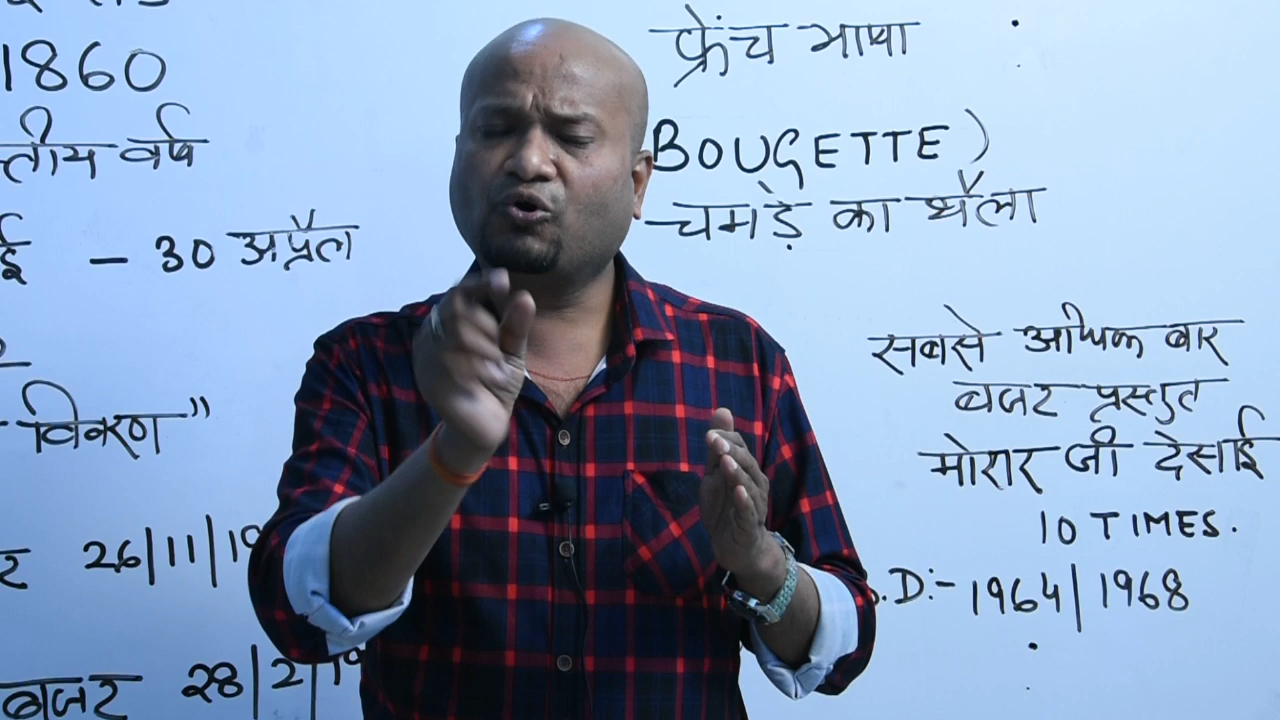 1860
त्तीय वर्ष
ई – 30 अप्रैल
विवरण”
26/11/19
बजट 28/2/19
फ्रेंच भाषा :
BOUGETTE)
चमड़े का थैला
सबसे अधिक बार
बजट प्रस्तुत
मोरार जी देसाई
10 TIMES.
.D:- 1964/1968